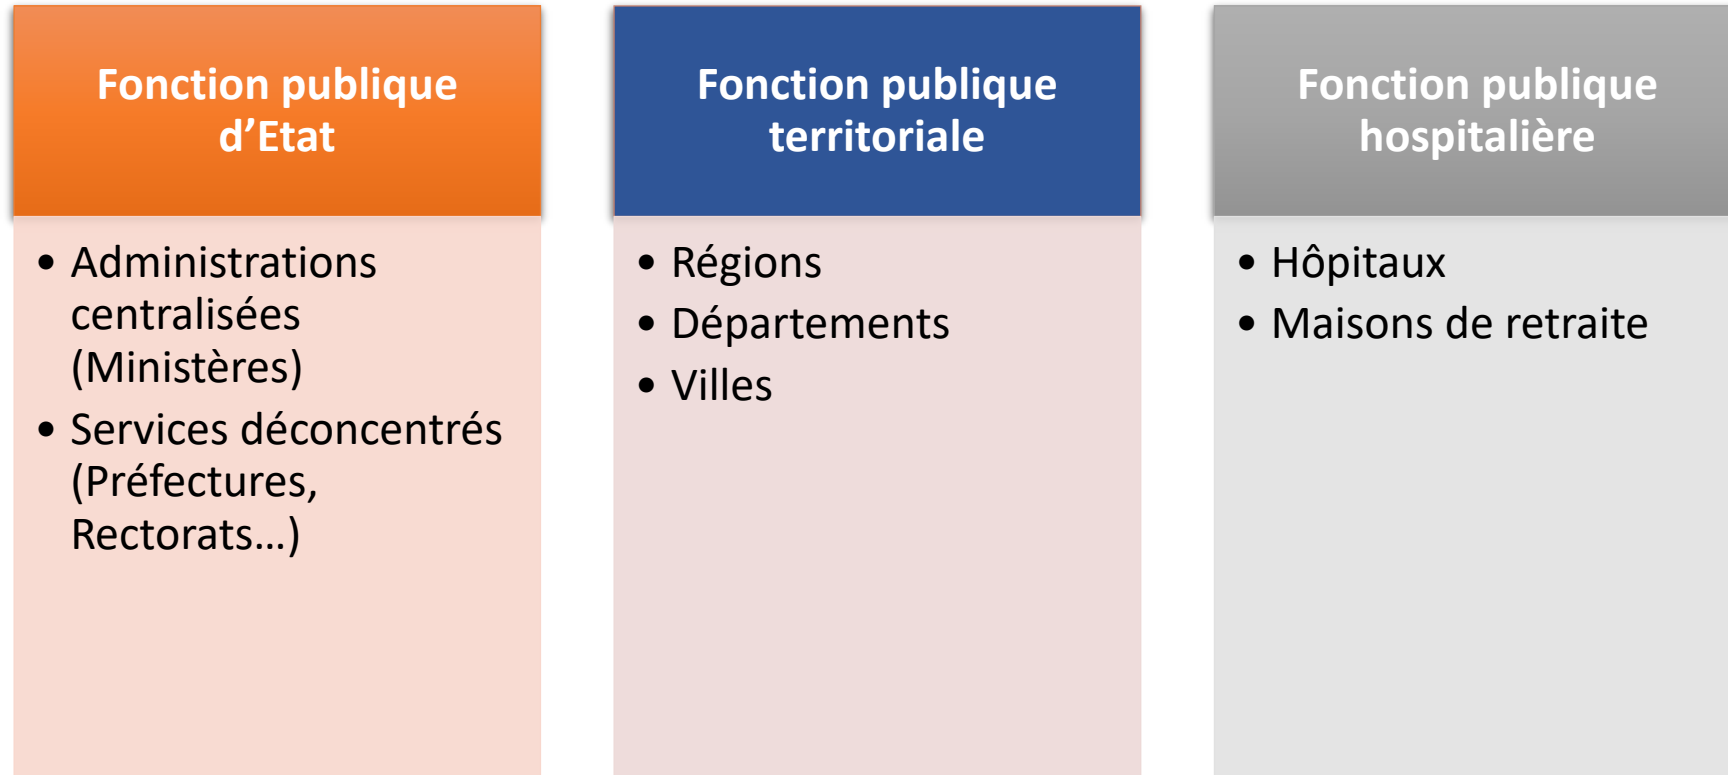 Fonction publique
d’Etat
• Administrations
centralisées
(Ministères)
• Services déconcentrés
(Préfectures,
Rectorats…)
Fonction publique
territoriale
• Régions
• Départements
• Villes
Fonction publique
hospitalière
• Hôpitaux
• Maisons de retraite